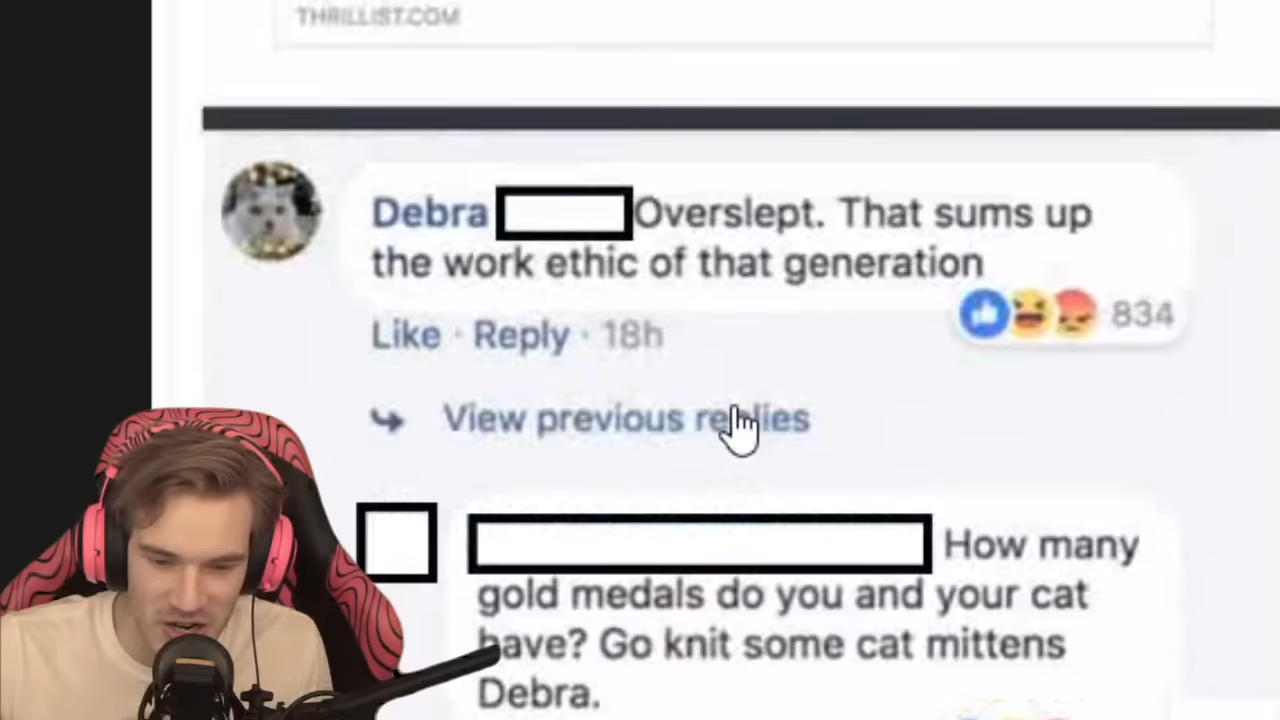 THRILLIST.COM
Debra Overslept. That sums up
the work ethic of that generation
834
Like · Reply · 18h
View previous replies
How many
gold medals do you and your cat
have? Go knit some cat mittens
Debra.